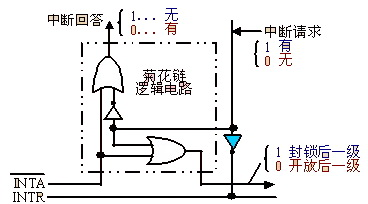 中断回答
1... 无
0... 有
中断请求
1 有
0 无
菊花链
逻辑电路
1 封锁后一级
0 开放后一级
INTA
INTR